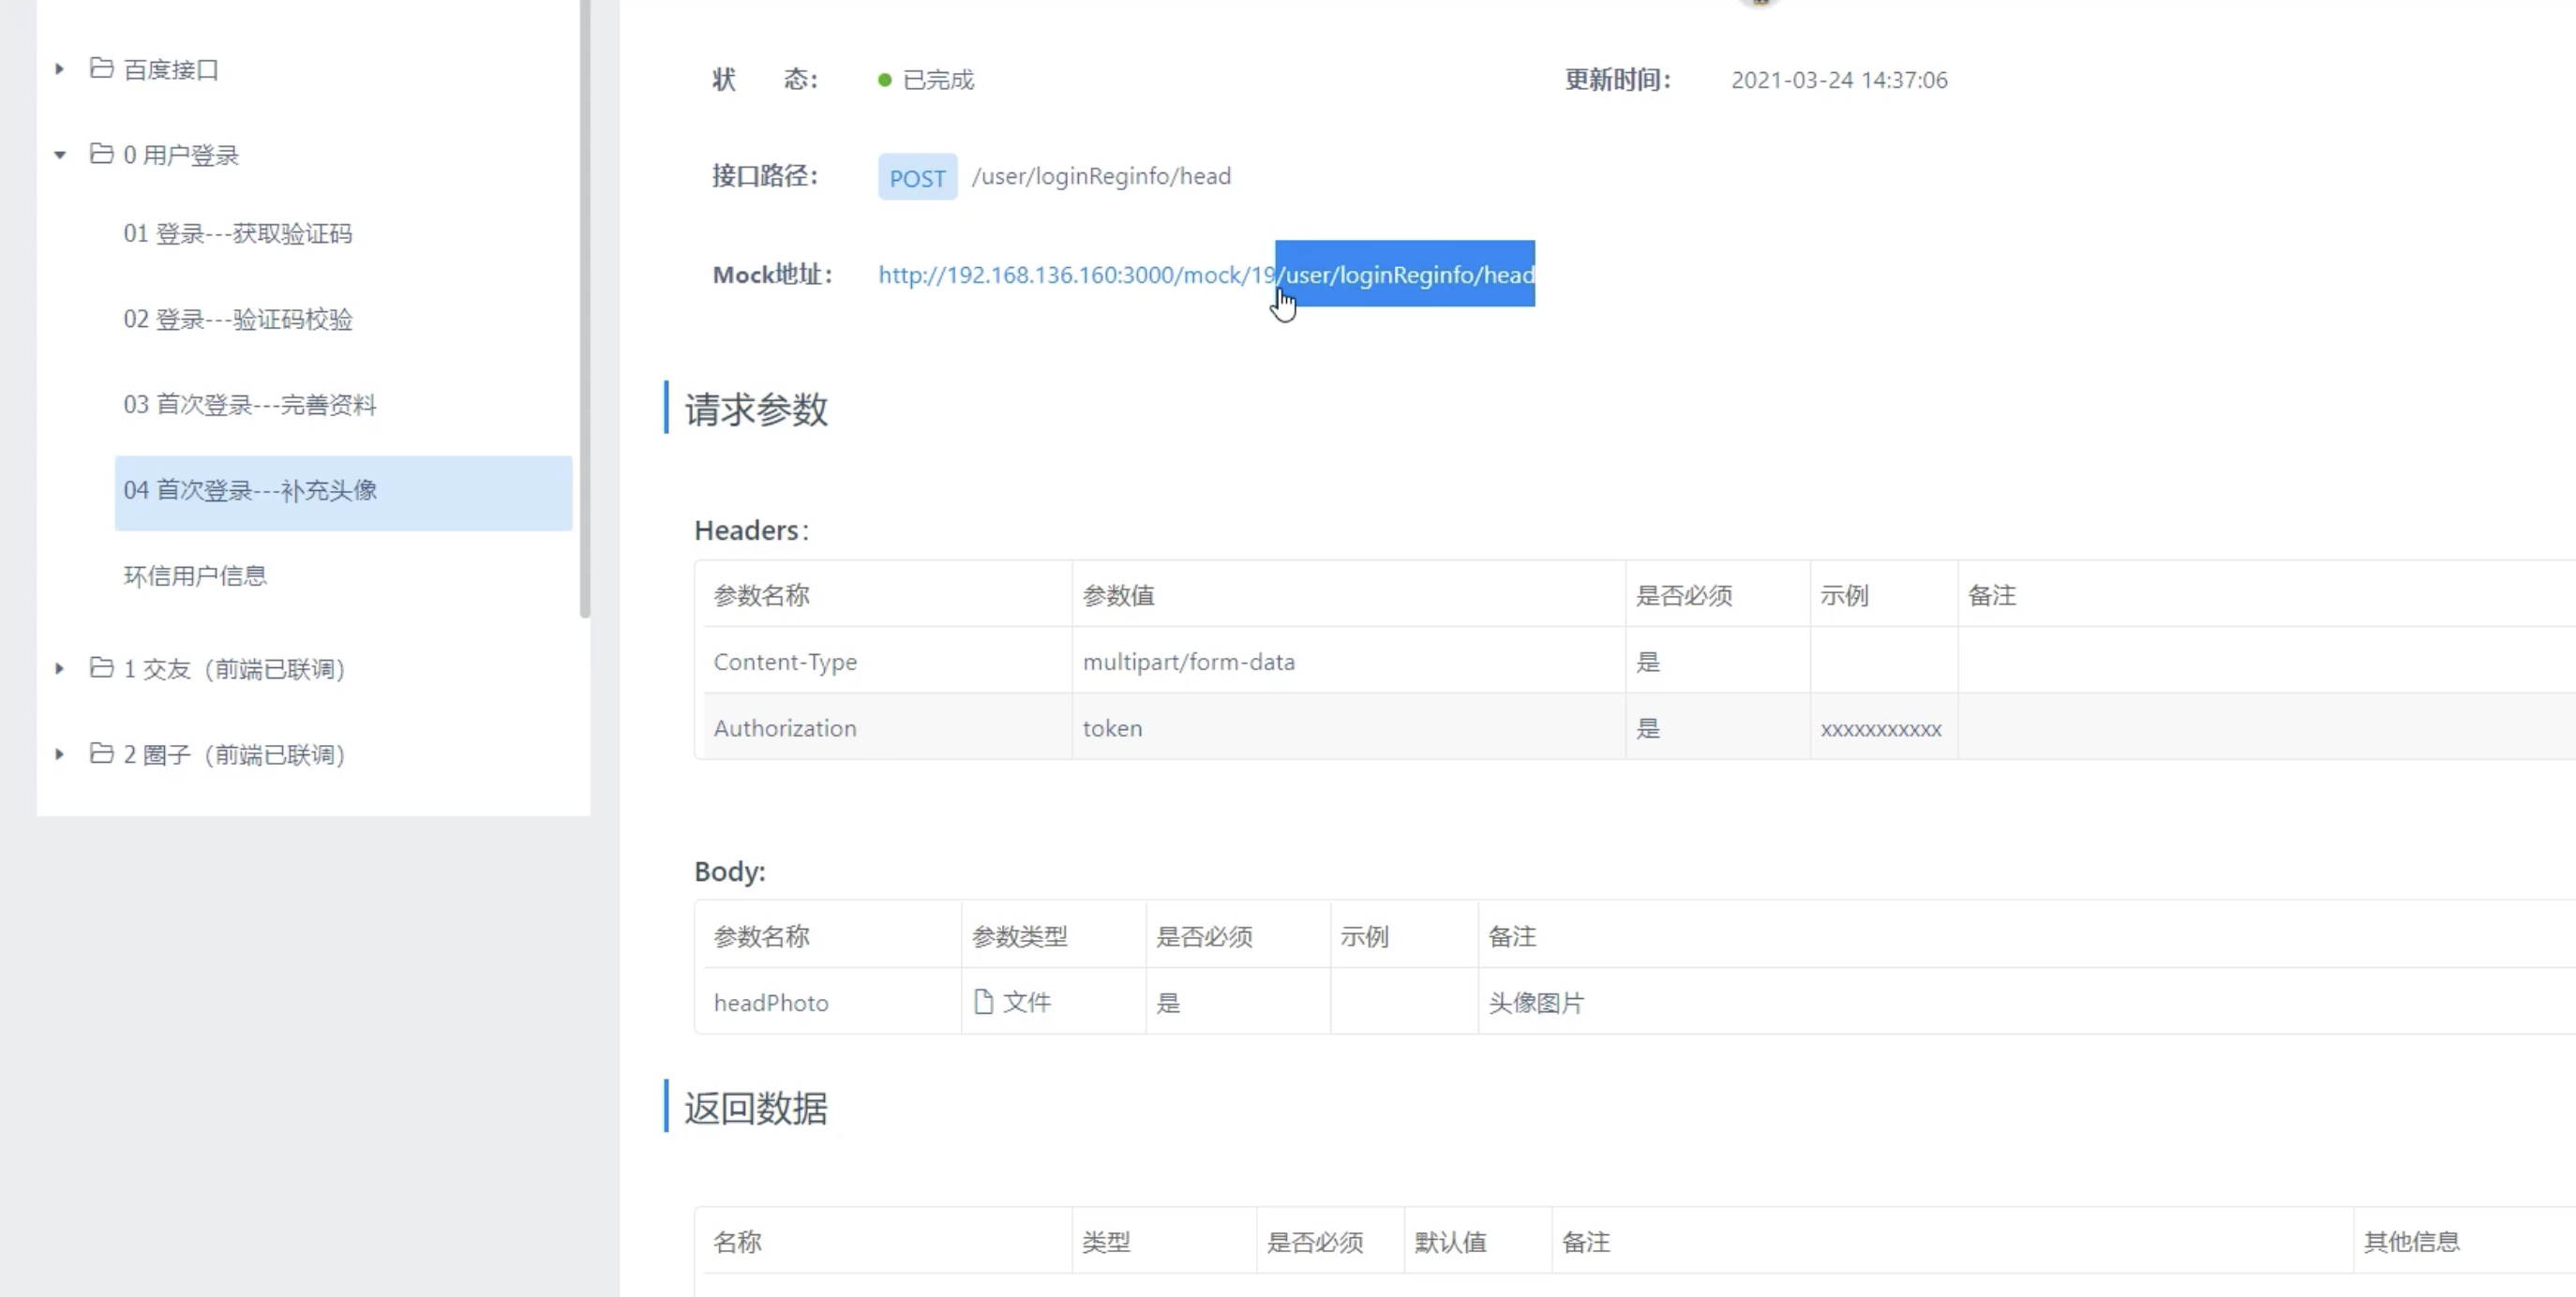 百度接口
0 用户登录
01 登录---获取验证码
02 登录---验证码校验
03 首次登录---完善资料
04 首次登录---补充头像
环信用户信息
1 交友（前端已联调）
2 圈子（前端已联调）
状 态： 已完成 更新时间： 2021-03-24 14:37:06
接口路径： POST /user/loginReginfo/head
Mock地址： http://192.168.136.160:3000/mock/19/user/loginReginfo/head
请求参数
Headers：
参数名称 参数值 是否必须 示例 备注
Content-Type multipart/form-data 是
Authorization token 是 xxxxxxxxxxx
Body:
参数名称 参数类型 是否必须 示例 备注
headPhoto 文件 是 头像图片
返回数据
名称 类型 是否必须 默认值 备注 其他信息